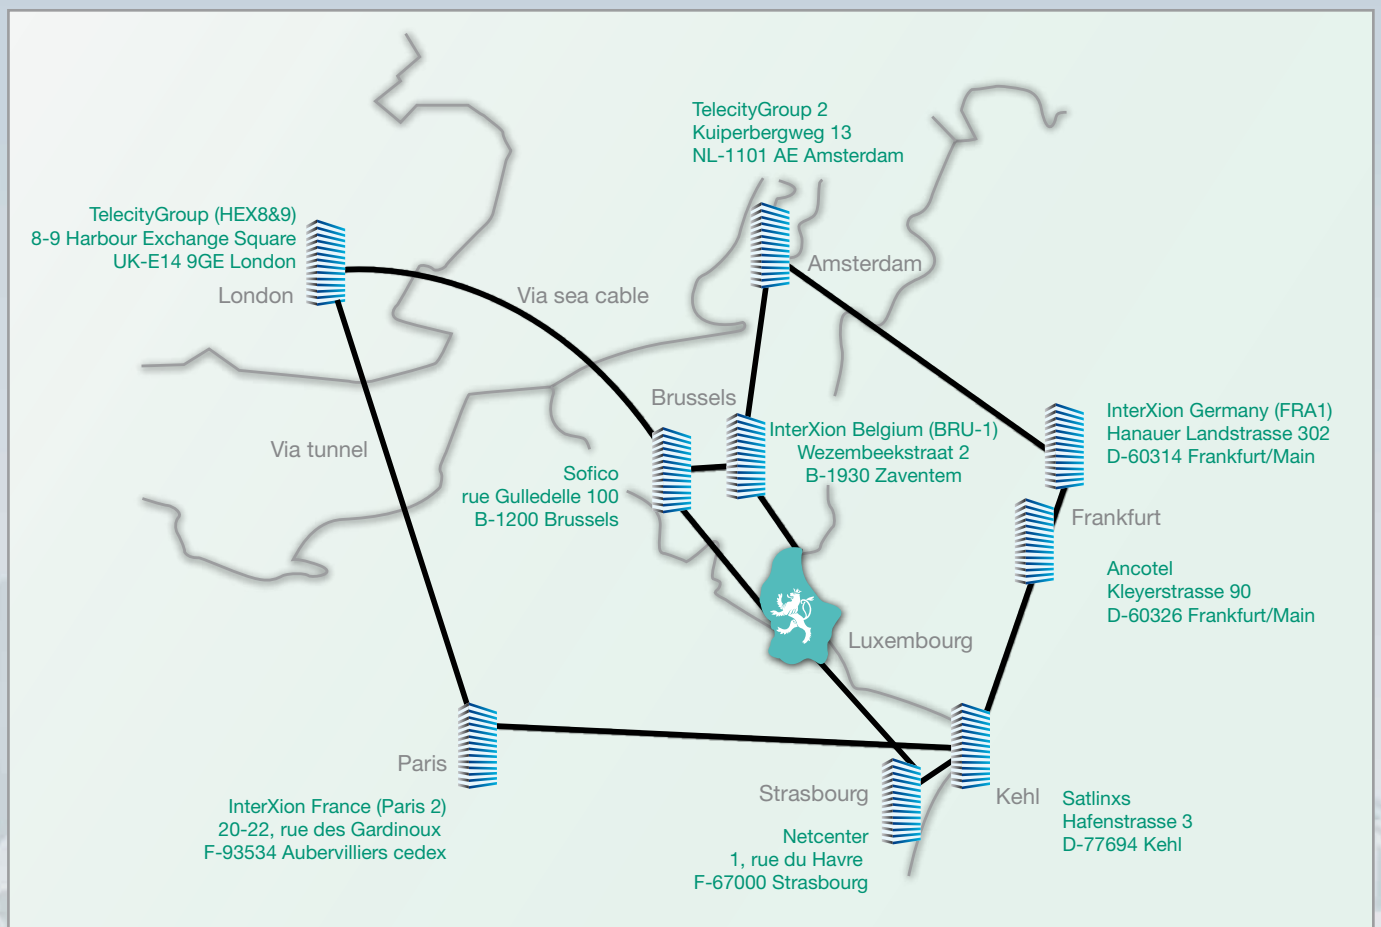 TelecityGroup 2
Kuiperbergweg 13
NL-1101 AE Amsterdam
TelecityGroup (HEX8&9)
8-9 Harbour Exchange Square
UK-E14 9GE London
London
Via sea cable
Amsterdam
Brussels
InterXion Belgium (BRU-1)
Wezembeekstraat 2
B-1930 Zaventem
InterXion Germany (FRA1)
Hanauer Landstrasse 302
D-60314 Frankfurt/Main
Via tunnel
Sofico
rue Gulledelle 100
B-1200 Brussels
Frankfurt
Ancotel
Kleyerstrasse 90
D-60326 Frankfurt/Main
Luxembourg
Paris
InterXion France (Paris 2)
20-22, rue des Gardinoux
F-93534 Aubervilliers cedex
Strasbourg
Netcenter
1, rue du Havre
F-67000 Strasbourg
Kehl
Satlinxs
Hafenstrasse 3
D-77694 Kehl